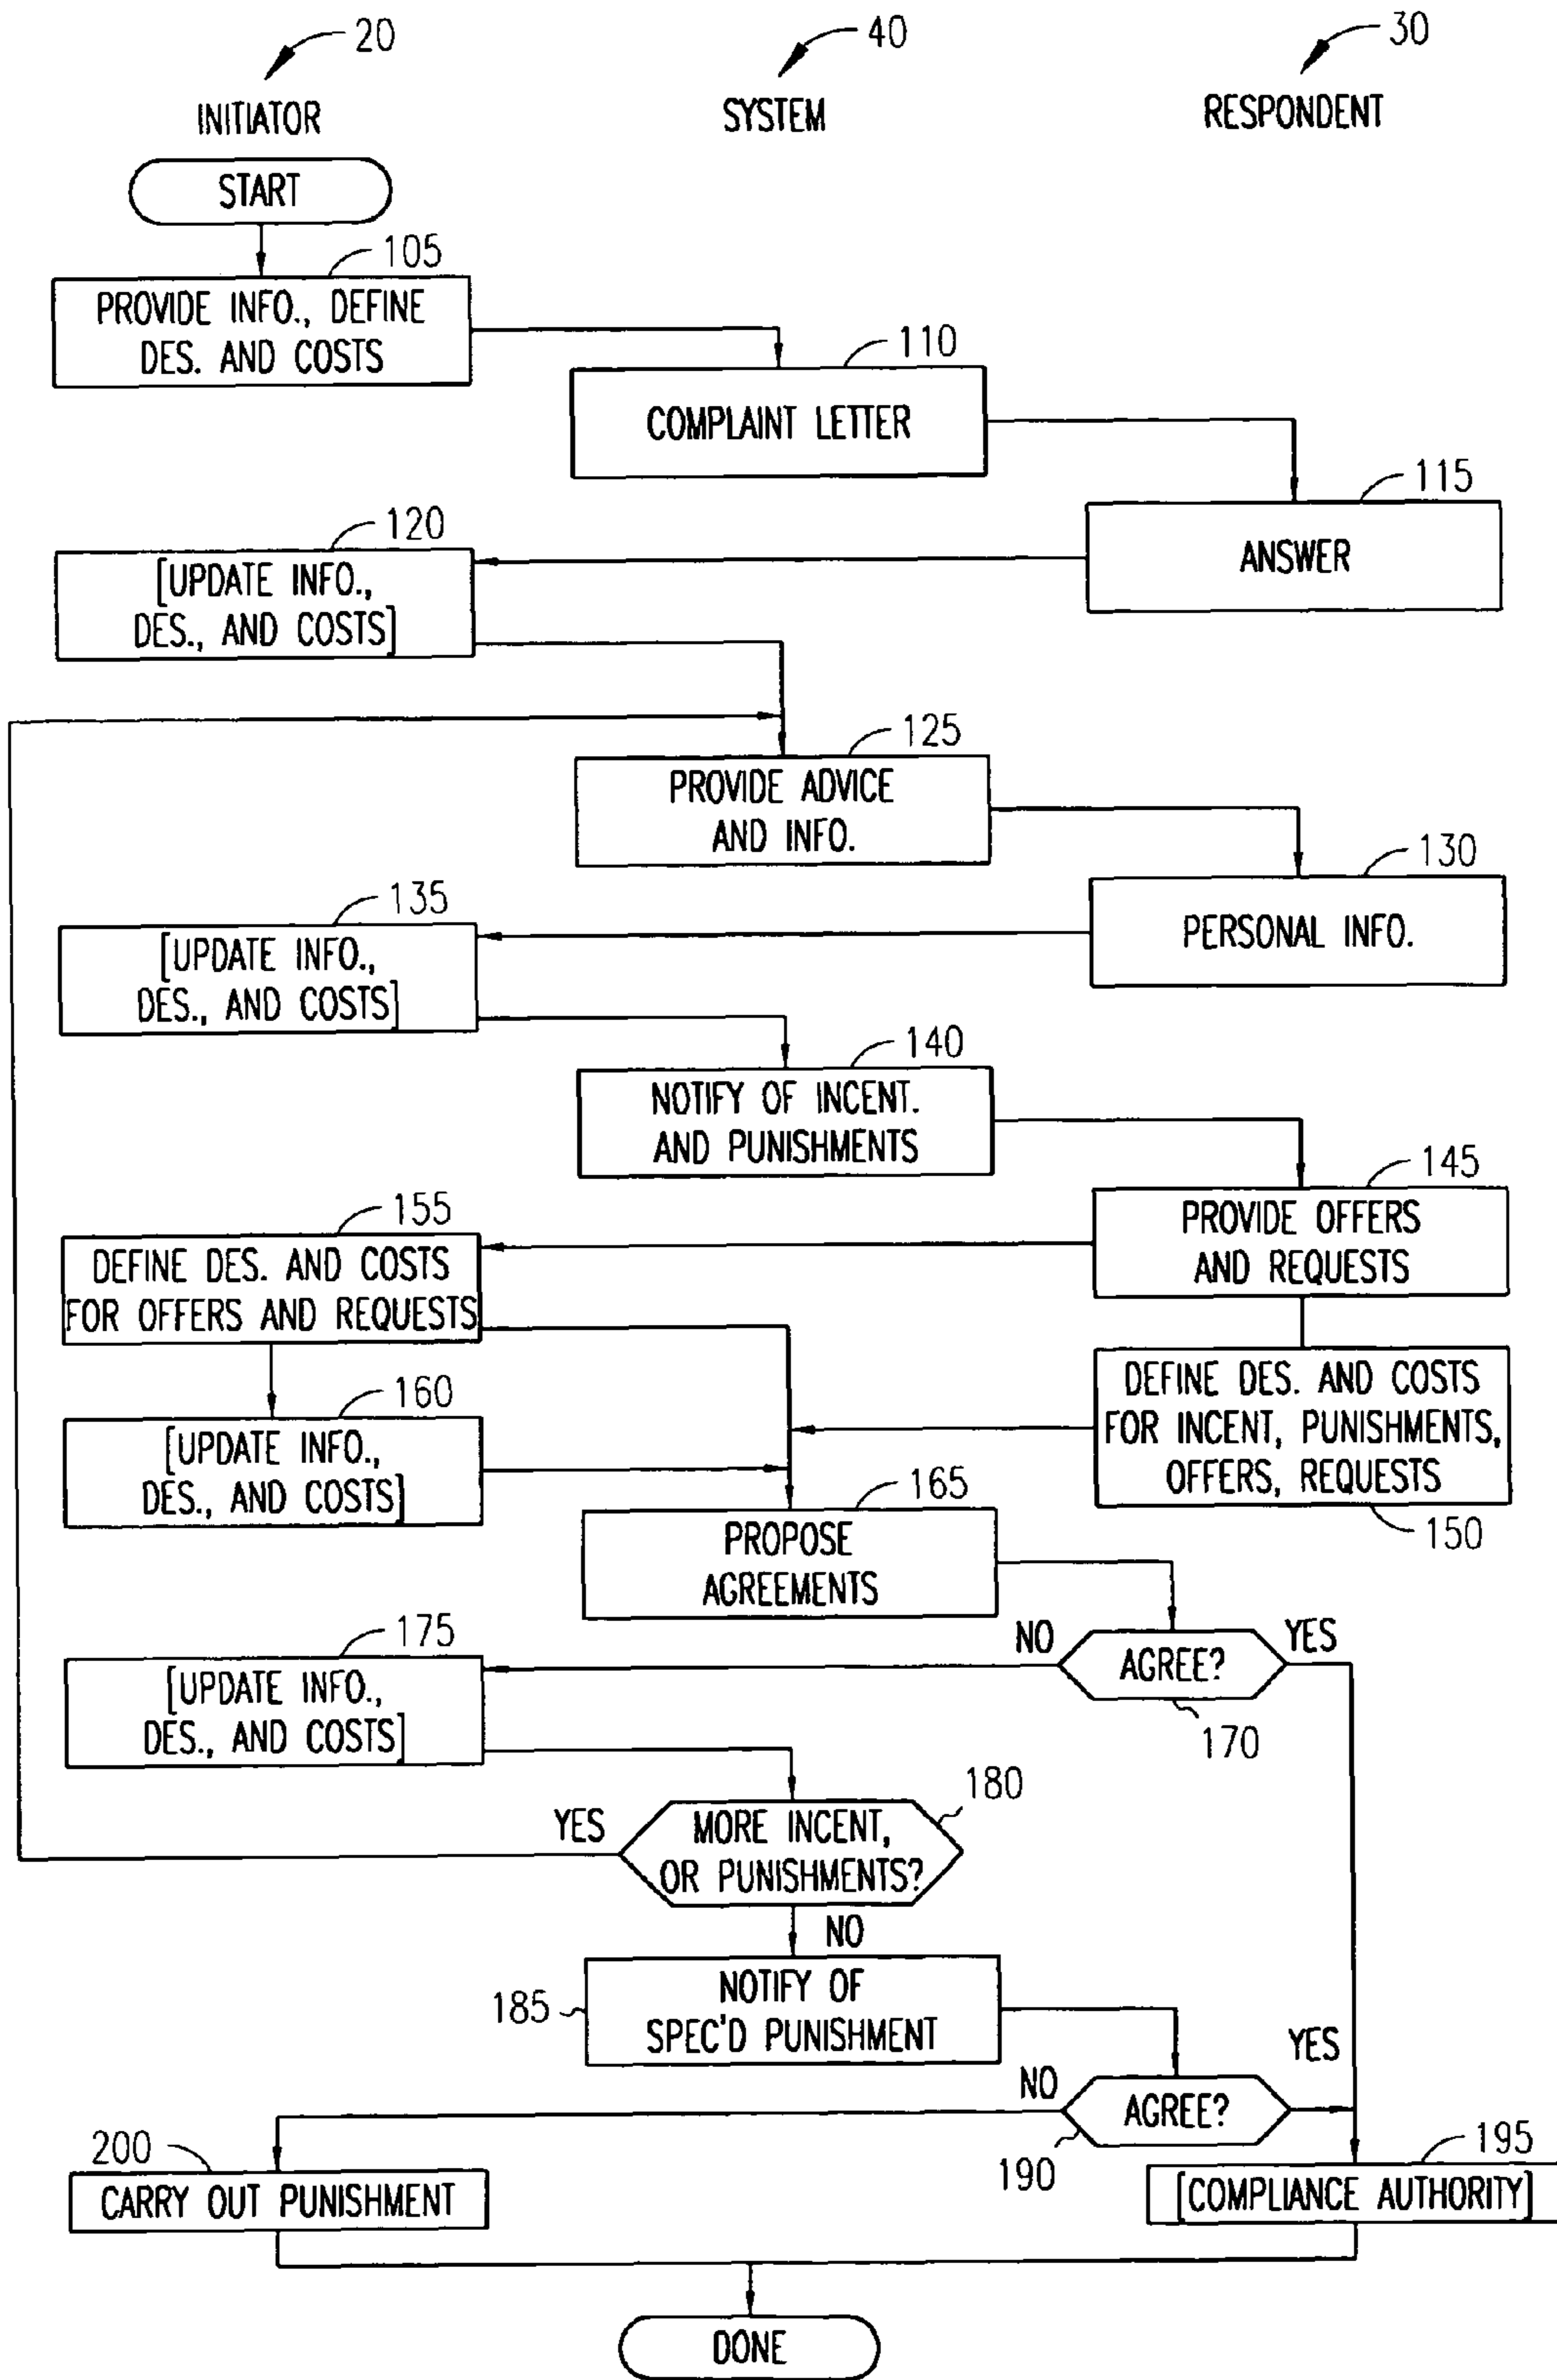 20
40
30
INITIATOR
SYSTEM
RESPONDENT
START
105
PROVIDE INFO., DEFINE
DES. AND COSTS
110
COMPLAINT LETTER
115
ANSWER
120
[UPDATE INFO.,
DES., AND COSTS]
125
PROVIDE ADVICE
AND INFO.
130
PERSONAL INFO.
135
[UPDATE INFO.,
DES., AND COSTS]
140
NOTIFY OF INCENT.
AND PUNISHMENTS
145
PROVIDE OFFERS
AND REQUESTS
155
DEFINE DES. AND COSTS
FOR OFFERS AND REQUESTS
DEFINE DES. AND COSTS
FOR INCENT, PUNISHMENTS,
OFFERS, REQUESTS
150
160
[UPDATE INFO.,
DES., AND COSTS]
165
PROPOSE
AGREEMENTS
NO
AGREE?
YES
170
175
[UPDATE INFO.,
DES., AND COSTS]
180
YES
MORE INCENT,
OR PUNISHMENTS?
NO
185
NOTIFY OF
SPEC'D PUNISHMENT
YES
NO
AGREE?
190
195
[COMPLIANCE AUTHORITY]
200
CARRY OUT PUNISHMENT
DONE